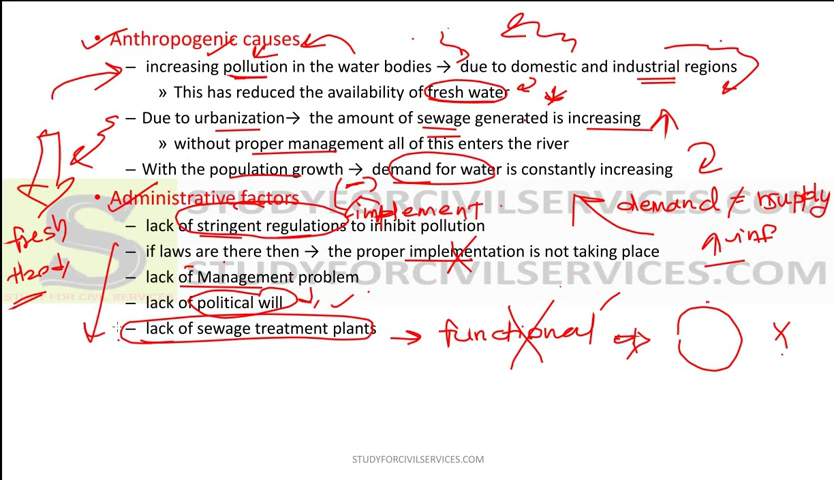 • Anthropogenic causes
– increasing pollution in the water bodies → due to domestic and industrial regions
» This has reduced the availability of fresh water
– Due to urbanization→ the amount of sewage generated is increasing
» without proper management all of this enters the river
– With the population growth → demand for water is constantly increasing
STUDYFORCIVILSERVICES.COM
• Administrative factors
demand ≠ supply
implement
fresh
– lack of stringent regulations to inhibit pollution
– if laws are there then → the proper implementation is not taking place
H2O↓
STUDYFORCIVILSERVICES.COM
– lack of Management problem
– lack of political will
– lack of sewage treatment plants → functional
STUDYFORCIVILSERVICES.COM